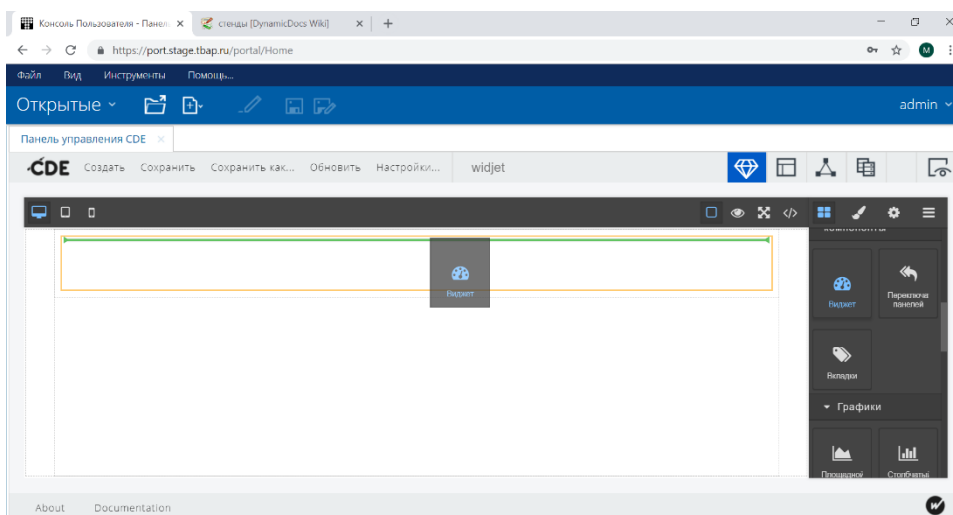 Консоль Пользователя - Панел
стенды [DynamicDocs Wiki]
https://port.stage.tbap.ru/portal/Home
M
Файл Вид Инструменты Помощь...
Открытые
admin
Панель управления CDE
CDE Создать Сохранить Сохранить как... Обновить Настройки... widjet
компоненты
Виджет
Виджет
Переключа
панелей
Вкладки
Графики
Площадной
Столбчатый
About Documentation